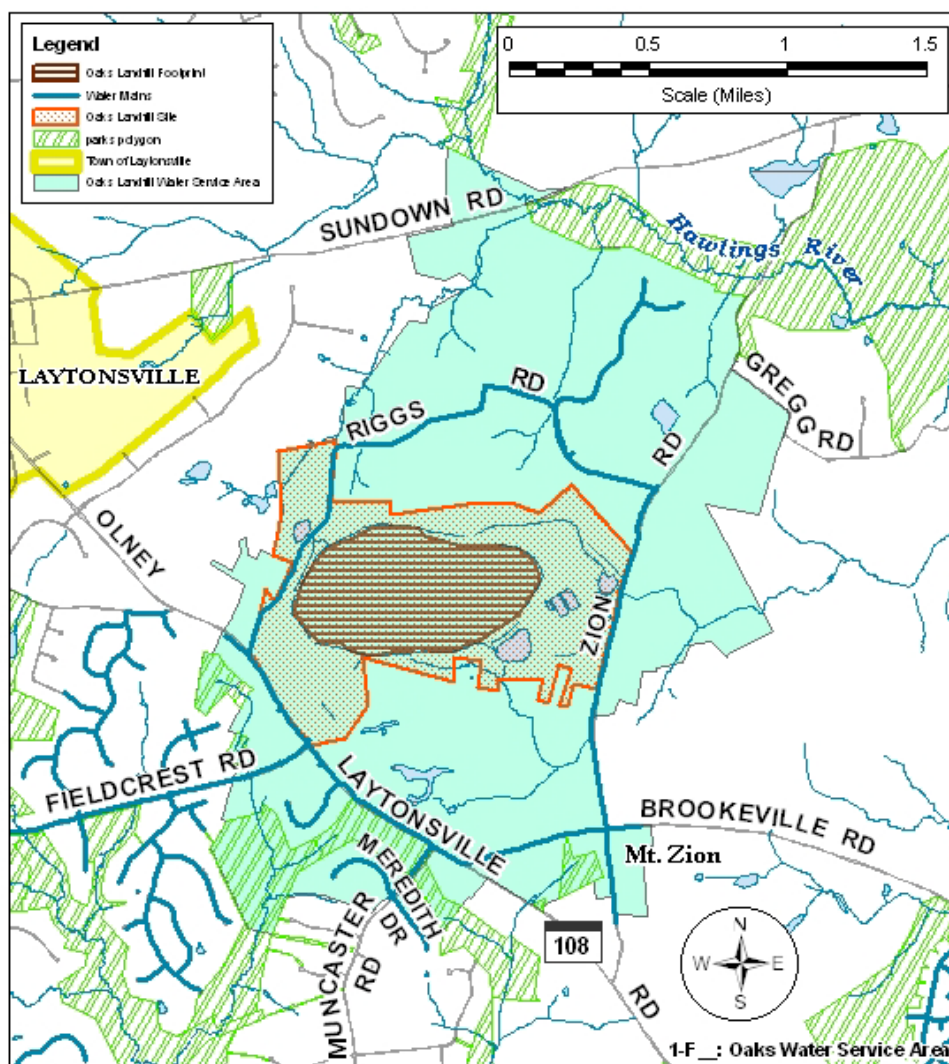 Legend
Oaks Landfill Footprint
Water Mains
Oaks Landfill Site
parks polygon
Town of Laytonsville
Oaks Landfill Water Service Area
0 0.5 1 1.5
Scale (Miles)
SUNDOWN RD
Hawlings River
LAYTONSVILLE
RIGGS RD
GREGG RD
RD
OLNEY
ZION
FIELDCREST RD
LAYTONSVILLE
BROOKEVILLE RD
Mt. Zion
MEREDITH DR
MUNCASTER RD
108
RD
N
W E
S
1-F__: Oaks Water Service Area